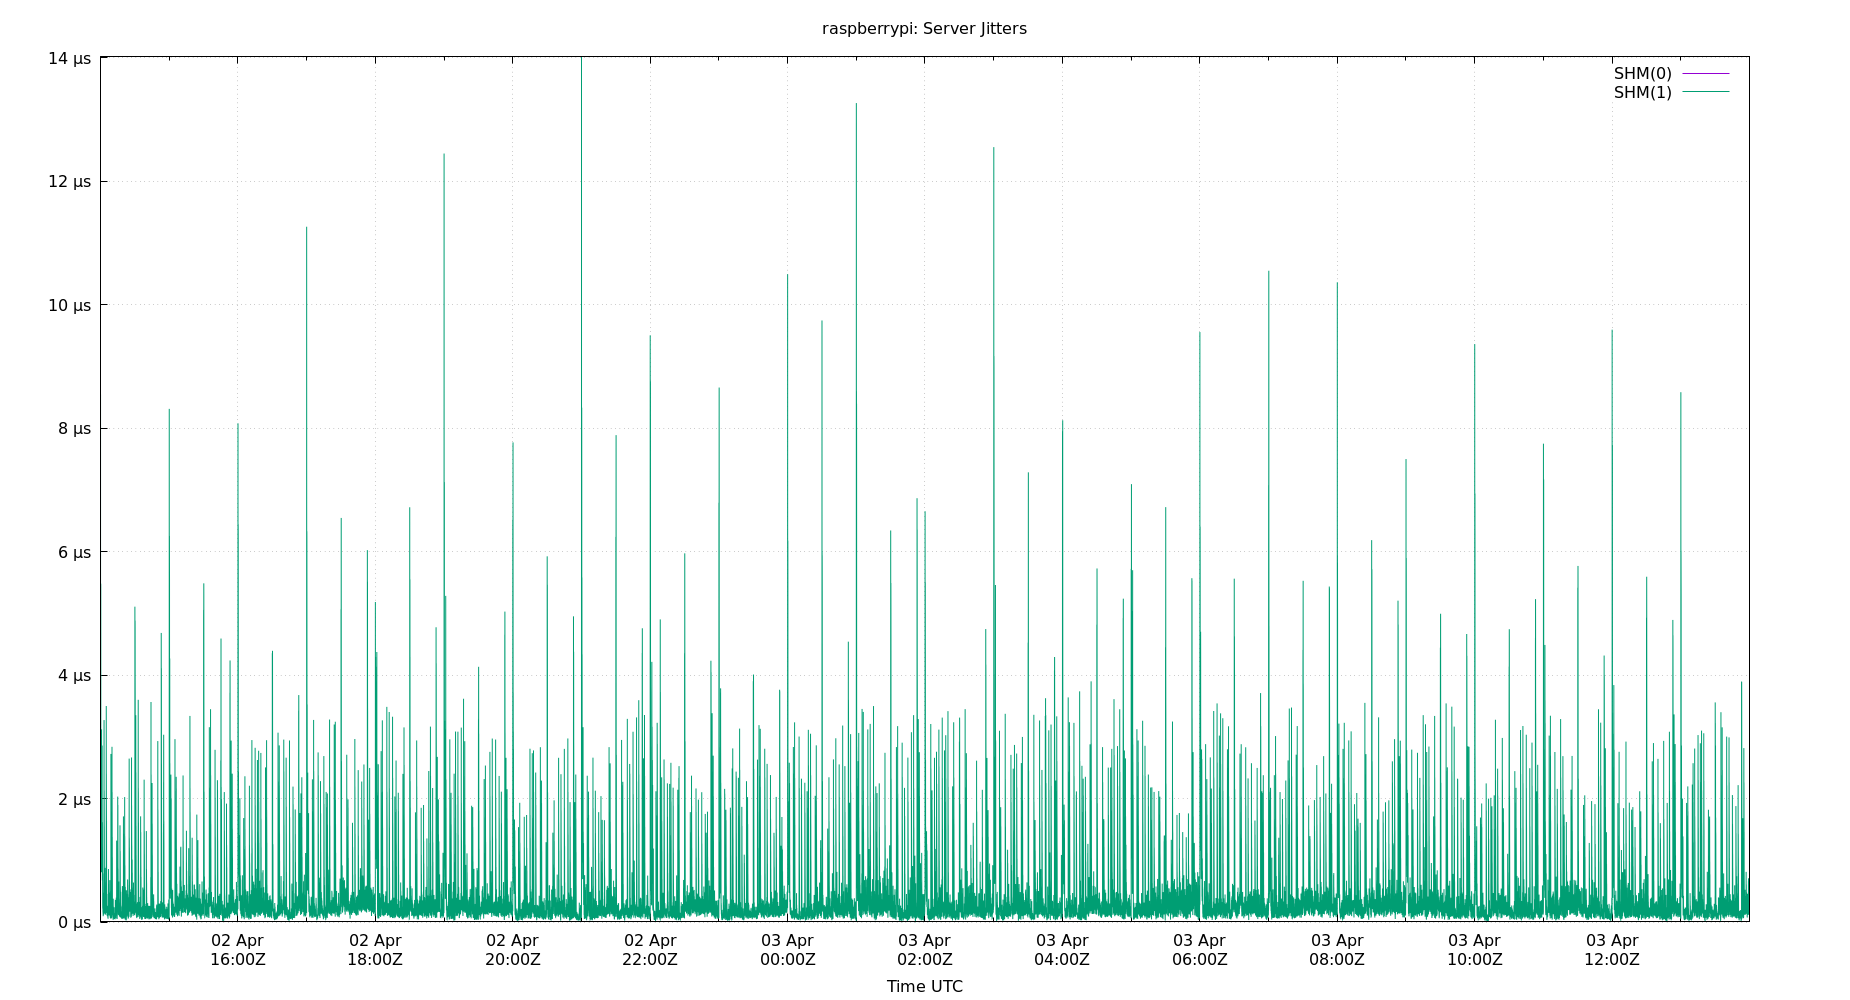 raspberrypi: Server Jitters
SHM(0)
SHM(1)
14 µs
12 µs
10 µs
8 µs
6 µs
4 µs
2 µs
0 µs
02 Apr 02 Apr 02 Apr 02 Apr 03 Apr 03 Apr 03 Apr 03 Apr 03 Apr 03 Apr 03 Apr
16:00Z 18:00Z 20:00Z 22:00Z 00:00Z 02:00Z 04:00Z 06:00Z 08:00Z 10:00Z 12:00Z
Time UTC